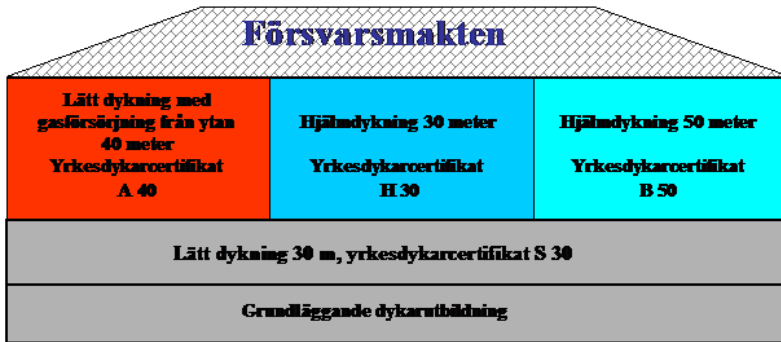 Försvarsmakten
Lätt dykning med
gasförsörjning från ytan
40 meter
Yrkesdykarcertifikat
A 40
Hjälmdykning 30 meter
Yrkesdykarcertifikat
H 30
Hjälmdykning 50 meter
Yrkesdykarcertifikat
B 50
Lätt dykning 30 m, yrkesdykarcertifikat S 30
Grundläggande dykarutbildning